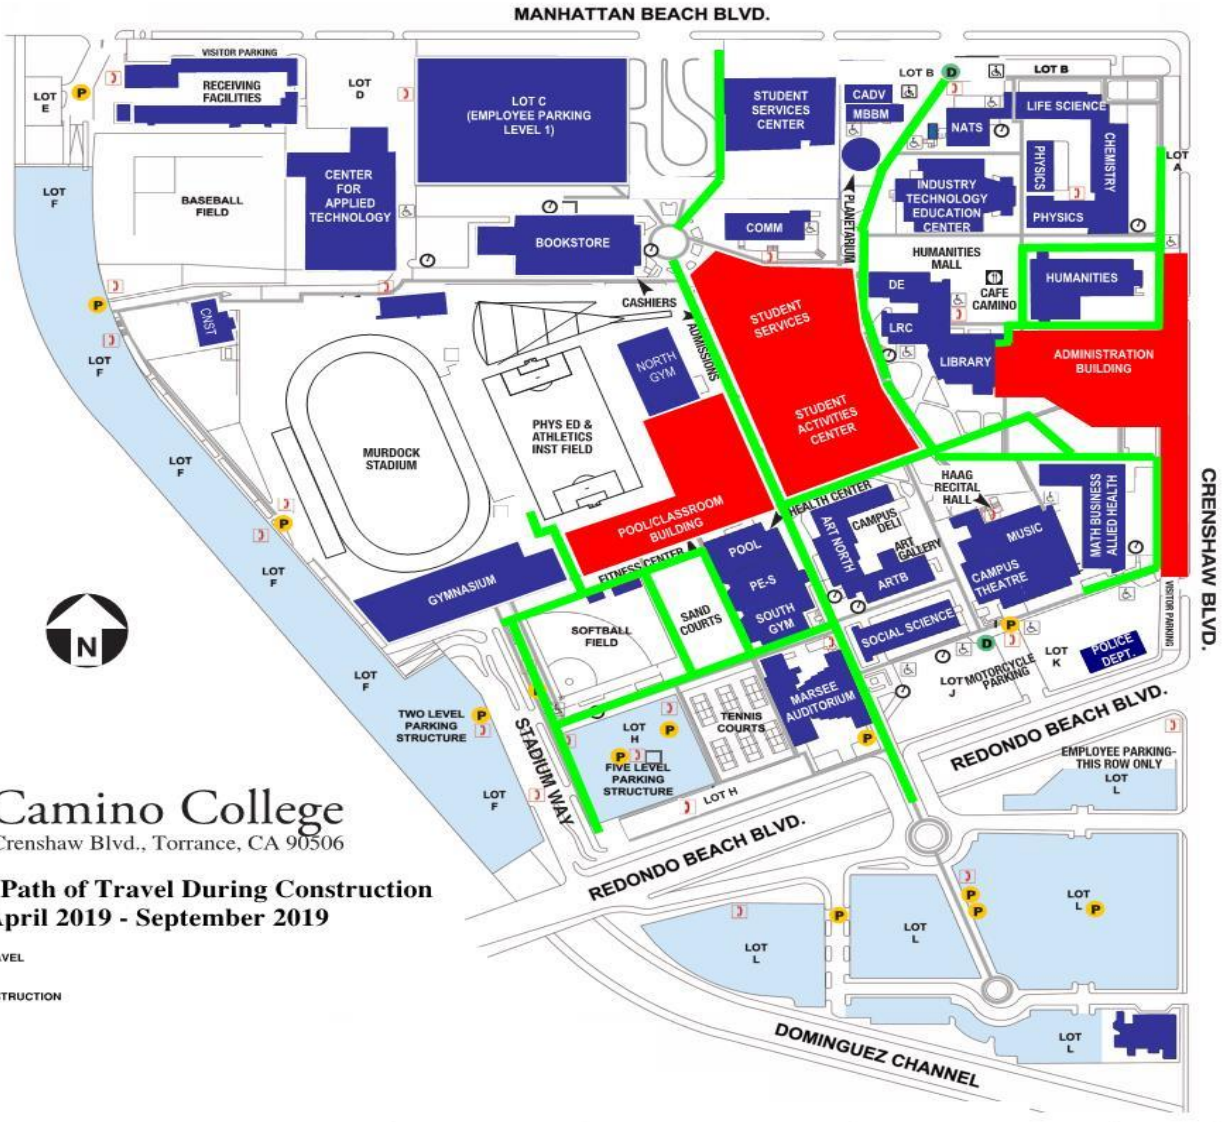 MANHATTAN BEACH BLVD.
VISITOR PARKING
LOT
E
P
RECEIVING
FACILITIES
LOT
D
LOT C
(EMPLOYEE PARKING
LEVEL 1)
STUDENT
SERVICES
CENTER
CADV
MBBM
LOT B
D
LOT B
LIFE SCIENCE
NATS
PHYSICS
CHEMISTRY
LOT
A
LOT
F
BASEBALL
FIELD
CENTER
FOR
APPLIED
TECHNOLOGY
INDUSTRY
TECHNOLOGY
EDUCATION
CENTER
PHYSICS
PLANETARIUM
BOOKSTORE
COMM
HUMANITIES
MALL
CAFE
CAMINO
HUMANITIES
DE
P
CNST
CASHIERS
ADMISSIONS
STUDENT
SERVICES
LRC
LIBRARY
ADMINISTRATION
BUILDING
LOT
F
NORTH
GYM
STUDENT
ACTIVITIES
CENTER
MURDOCK
STADIUM
PHYS ED &
ATHLETICS
INST FIELD
LOT
F
P
POOL/CLASSROOM
BUILDING
HEALTH CENTER
HAAG
RECITAL
HALL
CRENSHAW BLVD.
MATH BUSINESS
ALLIED HEALTH
MUSIC
CAMPUS
THEATRE
CAMPUS
DELI
ART NORTH
ART
GALLERY
ARTB
FITNESS CENTER
POOL
PE-S
SOUTH
GYM
LOT
F
GYMNASIUM
SAND
COURTS
SOFTBALL
FIELD
SOCIAL SCIENCE
P
D
VISITOR PARKING
POLICE
DEPT.
LOT
K
LOT
J
MOTORCYCLE
PARKING
N
LOT
F
MARSEE
AUDITORIUM
TENNIS
COURTS
P
TWO LEVEL
PARKING
STRUCTURE
P
STADIUM WAY
LOT
H
P
P
FIVE LEVEL
PARKING
STRUCTURE
LOT H
LOT
F
REDONDO BEACH BLVD.
REDONDO BEACH BLVD.
EMPLOYEE PARKING-
THIS ROW ONLY
LOT
L
Camino College
Crenshaw Blvd., Torrance, CA 90506
Path of Travel During Construction
April 2019 - September 2019
AVEL
STRUCTION
P
P
P
LOT
L
P
LOT
L
LOT
L
LOT
L
DOMINGUEZ CHANNEL